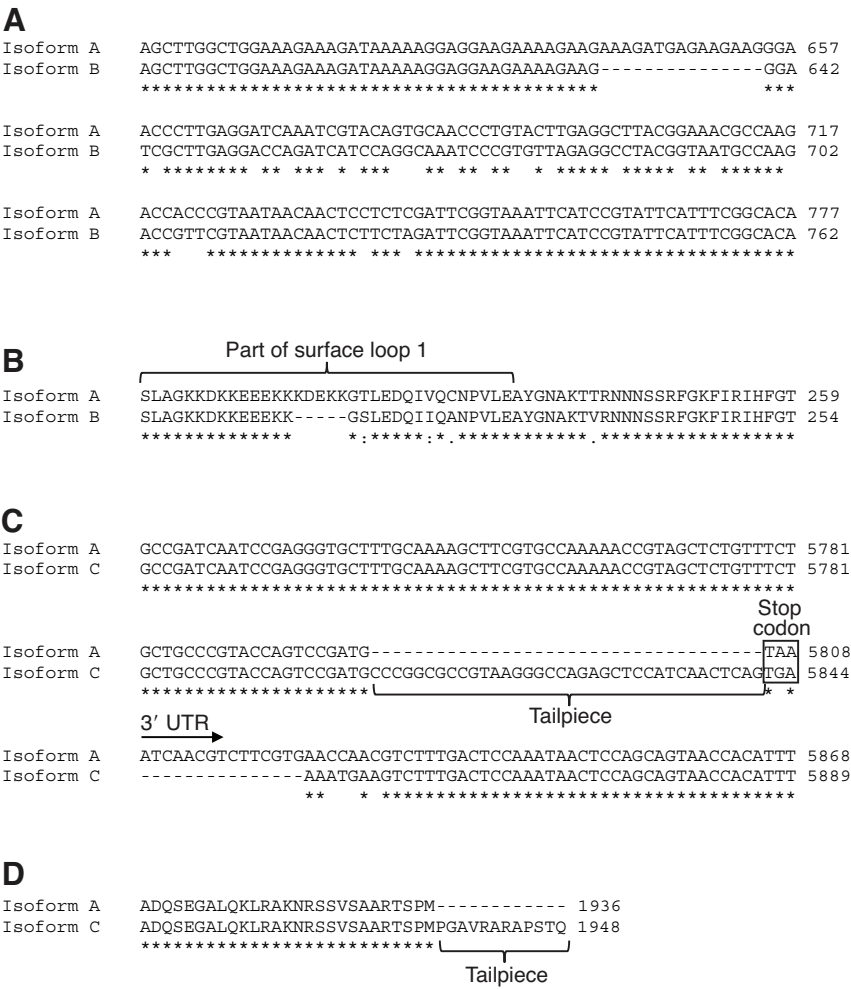 A
Isoform A AGCTTGGCTGGAAAGAAAGATAAAAAGGAGGAAGAAAAGAAGAAAGATGAGAAGAAGGGA 657
Isoform B AGCTTGGCTGGAAAGAAAGATAAAAAGGAGGAAGAAAAGAAG---------------GGA 642
******************************************               ***
Isoform A ACCCTTGAGGATCAAATCGTACAGTGCAACCCTGTACTTGAGGCTTACGGAAACGCCAAG 717
Isoform B TCGCTTGAGGACCAGATCATCCAGGCAAATCCCGTGTTAGAGGCCTACGGTAATGCCAAG 702
* ******** ** *** * ***   ** ** **  * ***** ***** ** ******
Isoform A ACCACCCGTAATAACAACTCCTCTCGATTCGGTAAATTCATCCGTATTCATTTCGGCACA 777
Isoform B ACCGTTCGTAATAACAACTCTTCTAGATTCGGTAAATTCATCCGTATTCATTTCGGCACA 762
***   ************** *** ***********************************
B
Part of surface loop 1
Isoform A SLAGKKDKKEEEKKKDEKKGTLEDQIVQCNPVLEAYGNAKTTRNNNSSRFGKFIRIHFGT 259
Isoform B SLAGKKDKKEEEKK-----GSLEDQIIQANPVLEAYGNAKTVRNNNSSRFGKFIRIHFGT 254
**************     *:*****:*.************.******************
C
Isoform A GCCGATCAATCCGAGGGTGCTTTGCAAAAGCTTCGTGCCAAAAACCGTAGCTCTGTTTCT 5781
Isoform C GCCGATCAATCCGAGGGTGCTTTGCAAAAGCTTCGTGCCAAAAACCGTAGCTCTGTTTCT 5781
************************************************************
Stop
codon
Isoform A GCTGCCCGTACCAGTCCGATG------------------------------------TAA 5808
Isoform C GCTGCCCGTACCAGTCCGATGCCCGGCGCCGTAAGGGCCAGAGCTCCATCAACTCAGTGA 5844
*********************                                    * *
Tailpiece
3′ UTR
Isoform A ATCAACGTCTTCGTGAACCAACGTCTTTGACTCCAAATAACTCCAGCAGTAACCACATTT 5868
Isoform C ---------------AAATGAAGTCTTTGACTCCAAATAACTCCAGCAGTAACCACATTT 5889
**   * **************************************
D
Isoform A ADQSEGALQKLRAKNRSSVSAARTSPM------------ 1936
Isoform C ADQSEGALQKLRAKNRSSVSAARTSPMPGAVRARAPSTQ 1948
***************************
Tailpiece